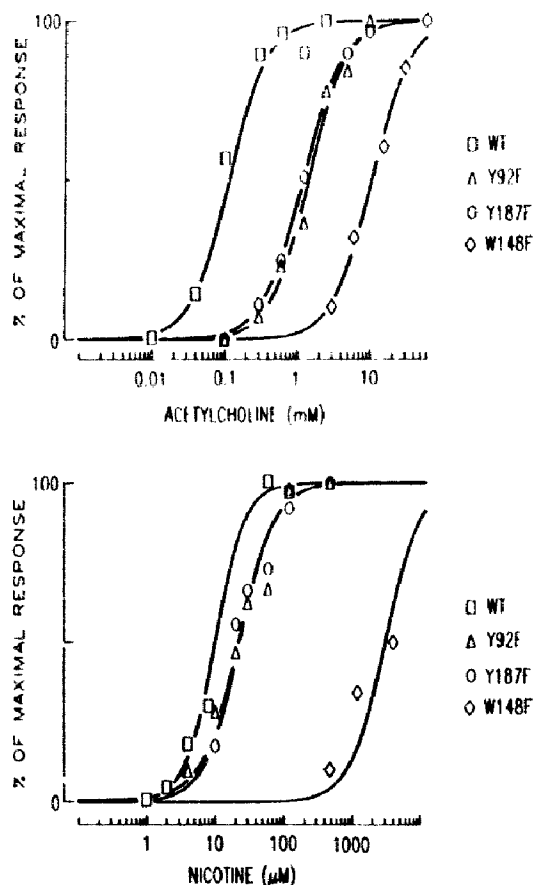 % OF MAXIMAL RESPONSE
100
0
0.01 0.1 1 10
ACETYLCHOLINE (mM)
WT
Y92F
Y187F
W148F
% OF MAXIMAL RESPONSE
100
0
1 10 100 1000
NICOTINE (µM)
WT
Y92F
Y187F
W148F